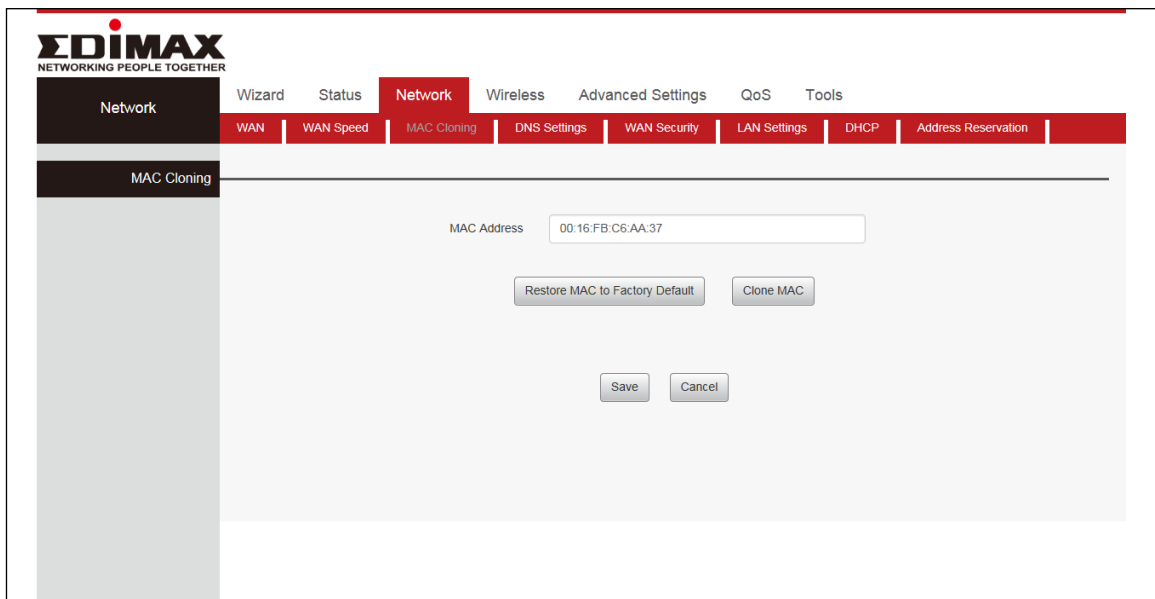 EDIMAX
NETWORKING PEOPLE TOGETHER
Network
Wizard Status Network Wireless Advanced Settings QoS Tools
WAN WAN Speed MAC Cloning DNS Settings WAN Security LAN Settings DHCP Address Reservation
MAC Cloning
MAC Address 00:16:FB:C6:AA:37
Restore MAC to Factory Default Clone MAC
Save Cancel